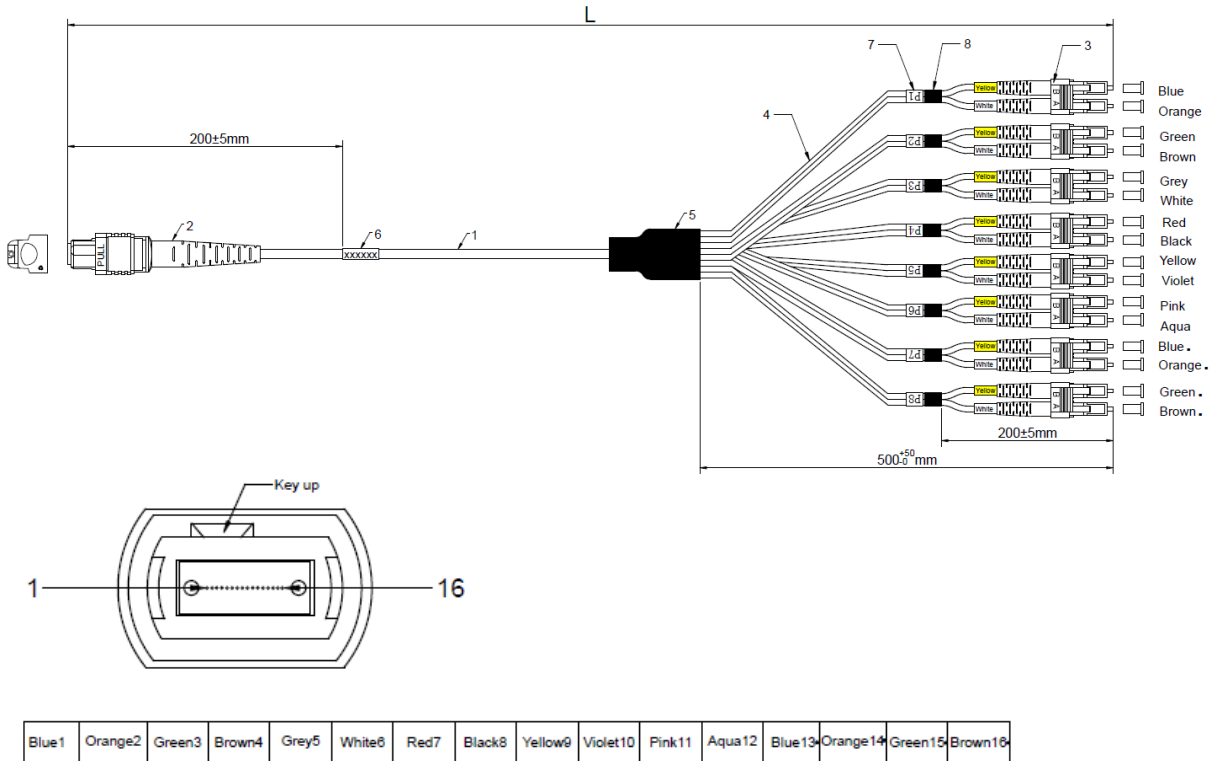 L
7
8
3
Yellow
B A
Blue
P1
White
Orange
4
200±5mm
Yellow
B A
Green
P2
White
Brown
Yellow
B A
Grey
P3
White
White
2
5
Yellow
B A
Red
P4
White
Black
PULL
6
1
xxxxxx
Yellow
B A
Yellow
P5
White
Violet
Yellow
B A
Pink
P6
White
Aqua
Yellow
B A
Blue.
P7
White
Orange.
Yellow
B A
Green.
P8
White
Brown.
200±5mm
500+50-0mm
Key up
1
16
Blue1 Orange2 Green3 Brown4 Grey5 White6 Red7 Black8 Yellow9 Violet10 Pink11 Aqua12 Blue13• Orange14• Green15• Brown16•